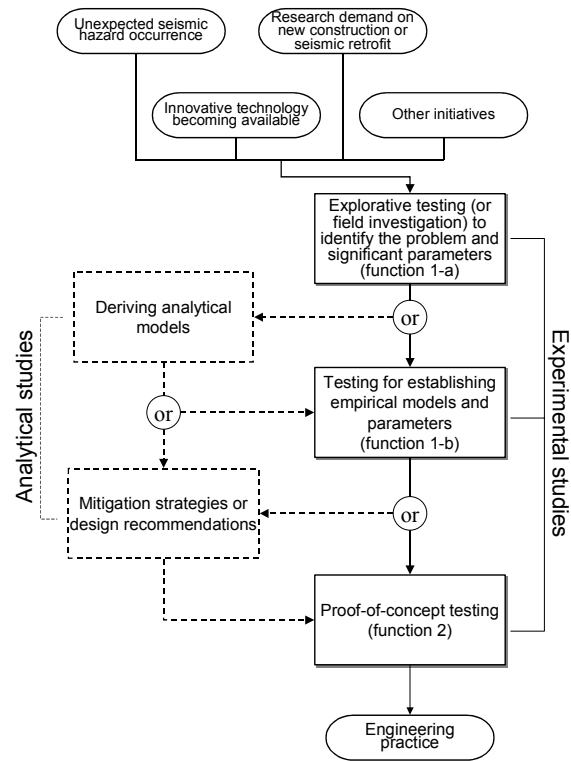 Unexpected seismic
hazard occurrence
Research demand on
new construction or
seismic retrofit
Innovative technology
becoming available
Other initiatives
Explorative testing (or
field investigation) to
identify the problem and
significant parameters
(function 1-a)
Deriving analytical
models
or
Testing for establishing
empirical models and
parameters
(function 1-b)
or
Mitigation strategies or
design recommendations
or
Proof-of-concept testing
(function 2)
Engineering
practice
Analytical studies
Experimental studies